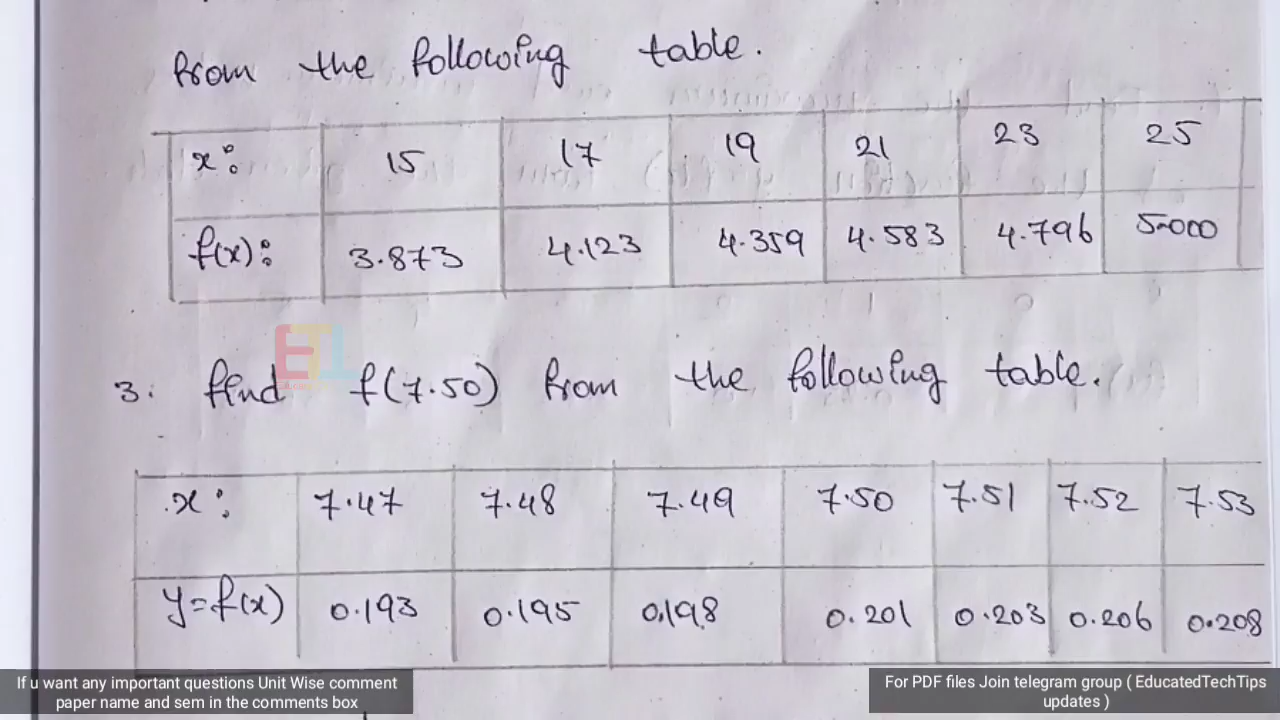 from the following table.
x: 15 17 19 21 23 25
f(x): 3.873 4.123 4.359 4.583 4.796 5.000
ETL
3. find f(7.50) from the following table.
x: 7.47 7.48 7.49 7.50 7.51 7.52 7.53
y=f(x) 0.193 0.195 0.198 0.201 0.203 0.206 0.208
If u want any important questions Unit Wise comment
paper name and sem in the comments box
For PDF files Join telegram group ( EducatedTechTips
updates )